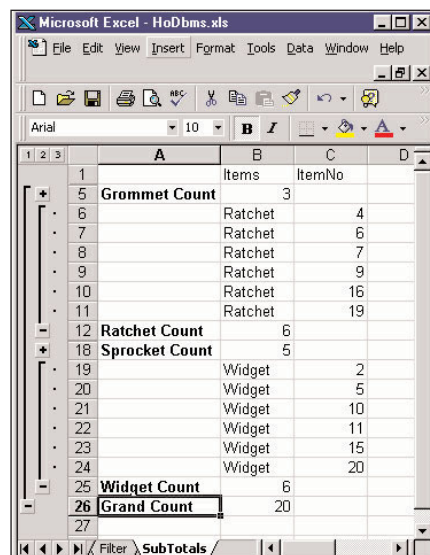 Microsoft Excel - HoDbms.xls
File Edit View Insert Format Tools Data Window Help
ABC
Arial 10 B I A
1 2 3 A B C D
1 Items ItemNo
5 Grommet Count 3
6 Ratchet 4
7 Ratchet 6
8 Ratchet 7
9 Ratchet 9
10 Ratchet 16
11 Ratchet 19
12 Ratchet Count 6
18 Sprocket Count 5
19 Widget 2
20 Widget 5
21 Widget 10
22 Widget 11
23 Widget 15
24 Widget 20
25 Widget Count 6
26 Grand Count 20
27
Filter SubTotals